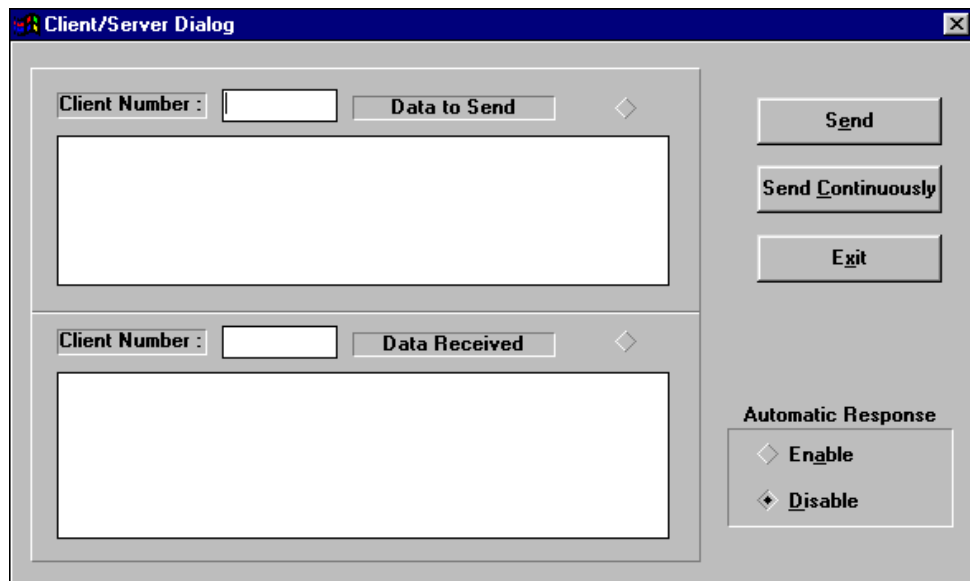 Client/Server Dialog
Client Number :
Data to Send
Send
Send Continuously
Exit
Client Number :
Data Received
Automatic Response
Enable
Disable